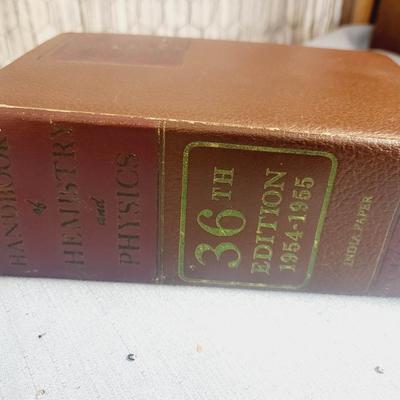 HANDBOOK
of
CHEMISTRY
and
PHYSICS
36TH
EDITION
1954-1955
INDIA PAPER